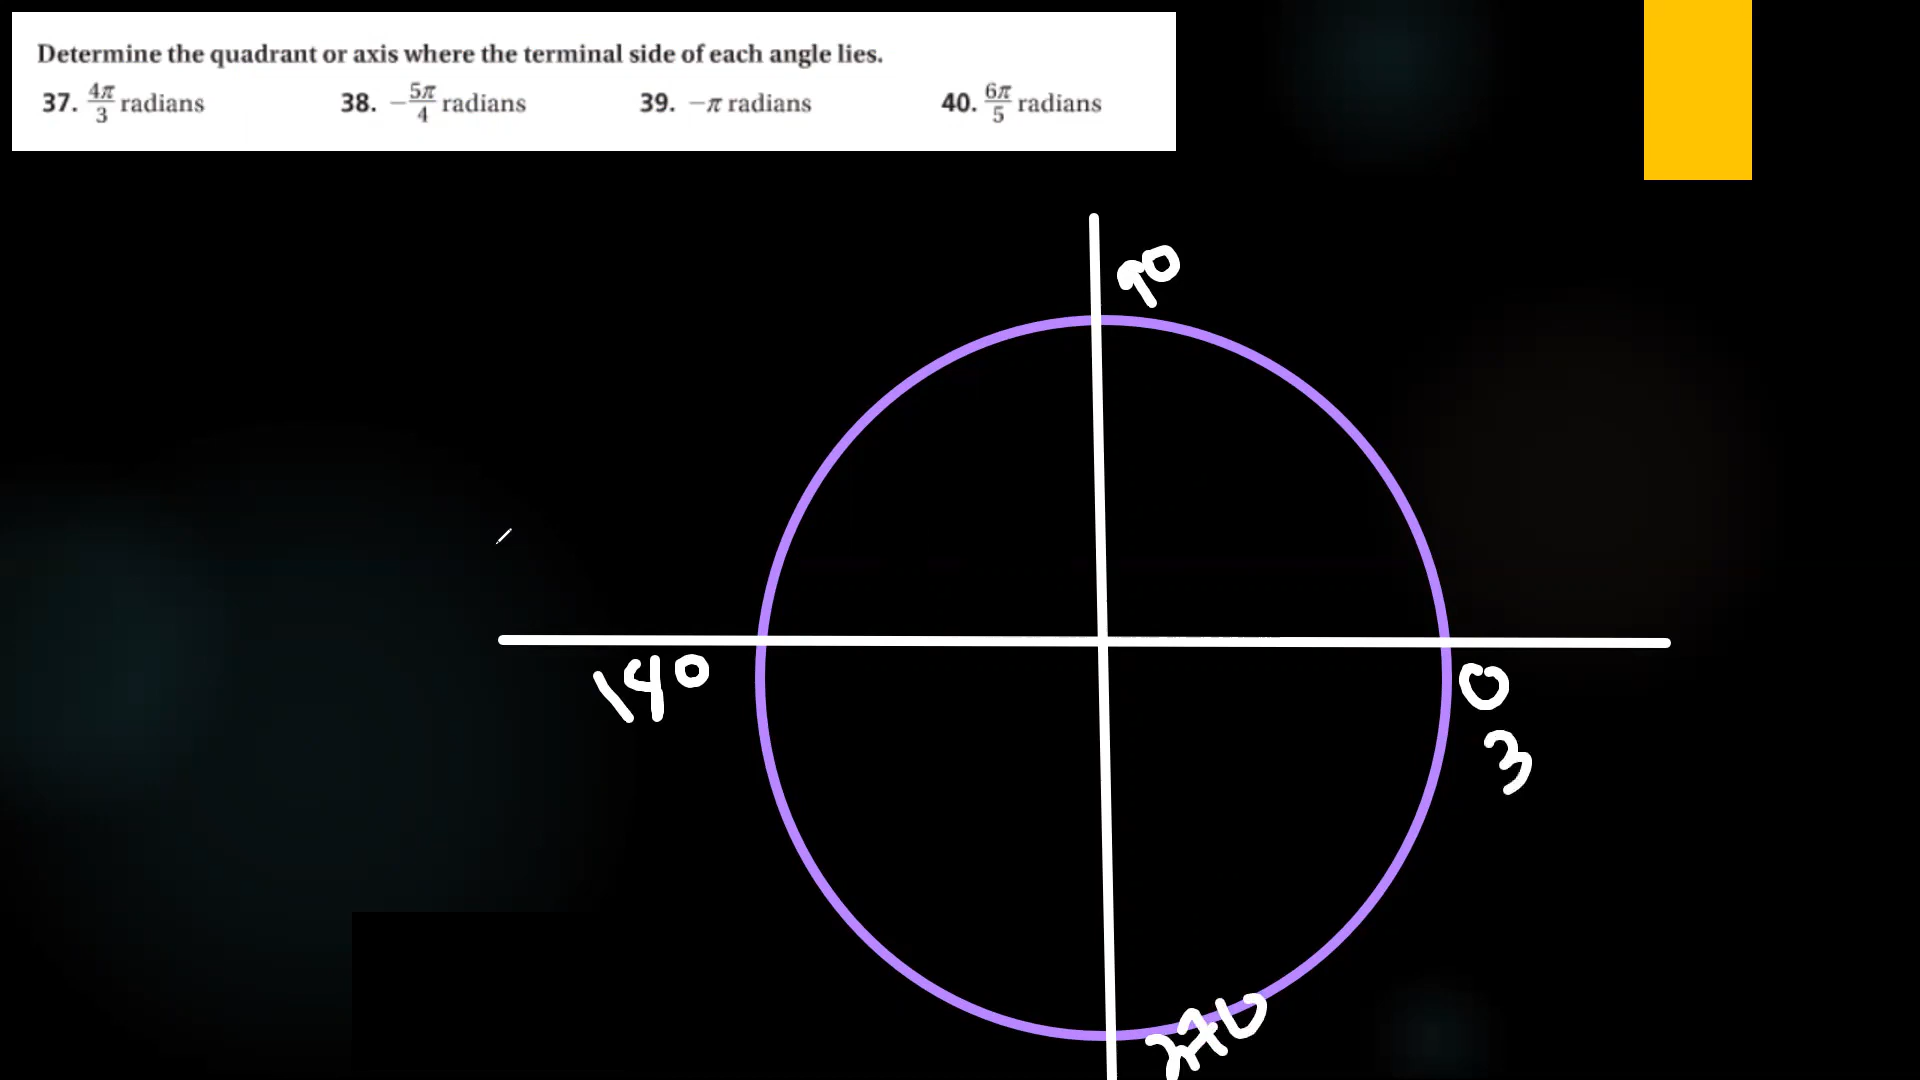 Determine the quadrant or axis where the terminal side of each angle lies.
37. 4π/3 radians 38. −5π/4 radians 39. −π radians 40. 6π/5 radians
90
140
0
3
270